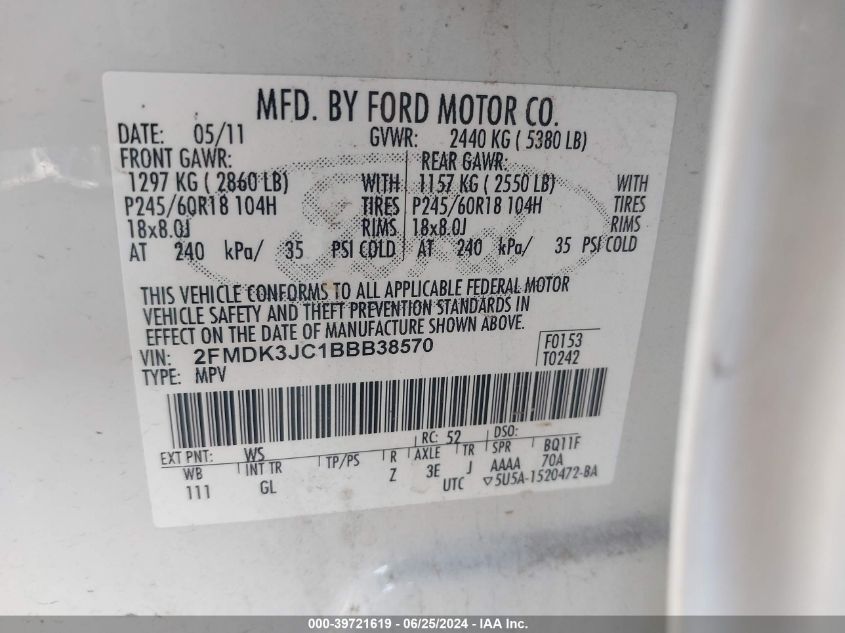 MFD. BY FORD MOTOR CO.
DATE: 05/11 GVWR: 2440 KG ( 5380 LB)
FRONT GAWR: REAR GAWR:
1297 KG ( 2860 LB) WITH 1157 KG ( 2550 LB) WITH
P245/60R18 104H TIRES P245/60R18 104H TIRES
18x8.0J RIMS 18x8.0J RIMS
AT 240 kPa/ 35 PSI COLD AT 240 kPa/ 35 PSI COLD
THIS VEHICLE CONFORMS TO ALL APPLICABLE FEDERAL MOTOR
VEHICLE SAFETY AND THEFT PREVENTION STANDARDS IN
EFFECT ON THE DATE OF MANUFACTURE SHOWN ABOVE.
VIN: 2FMDK3JC1BBB38570 F0153
TYPE: MPV T0242
EXT PNT: WS RC: 52 DSO:
WB INT TR TP/PS R AXLE TR SPR BQ11F
111 GL Z 3E J AAAA 70A
UTC ▽5U5A-1520472-BA
000-39721619 - 06/25/2024 - IAA Inc.